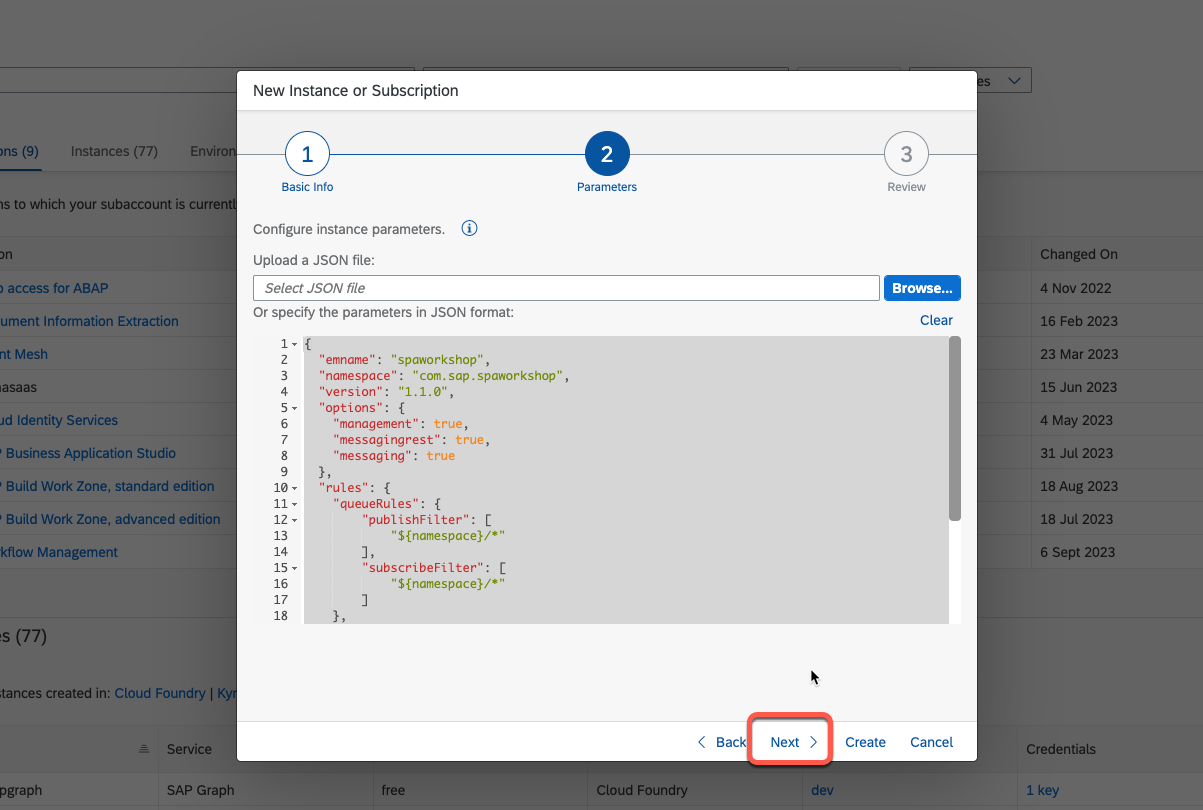 es
New Instance or Subscription
1 2 3
Basic Info Parameters Review
ons (9) Instances (77) Environ
ns to which your subaccount is currentl
Configure instance parameters.
on Changed On
Upload a JSON file:
o access for ABAP 4 Nov 2022
Select JSON file Browse...
Or specify the parameters in JSON format:
Clear
ument Information Extraction 16 Feb 2023
nt Mesh 23 Mar 2023
asaas 15 Jun 2023
ud Identity Services 4 May 2023
P Business Application Studio 31 Jul 2023
P Build Work Zone, standard edition 18 Aug 2023
P Build Work Zone, advanced edition 18 Jul 2023
rkflow Management 6 Sept 2023
1 {
2 "emname": "spaworkshop",
3 "namespace": "com.sap.spaworkshop",
4 "version": "1.1.0",
5 "options": {
6 "management": true,
7 "messagingrest": true,
8 "messaging": true
9 },
10 "rules": {
11 "queueRules": {
12 "publishFilter": [
13 "${namespace}/*"
14 ],
15 "subscribeFilter": [
16 "${namespace}/*"
17 ]
18 },
es (77)
stances created in: Cloud Foundry | Kyr
< Back Next > Create Cancel
Service Credentials
pgraph SAP Graph free Cloud Foundry dev 1 key